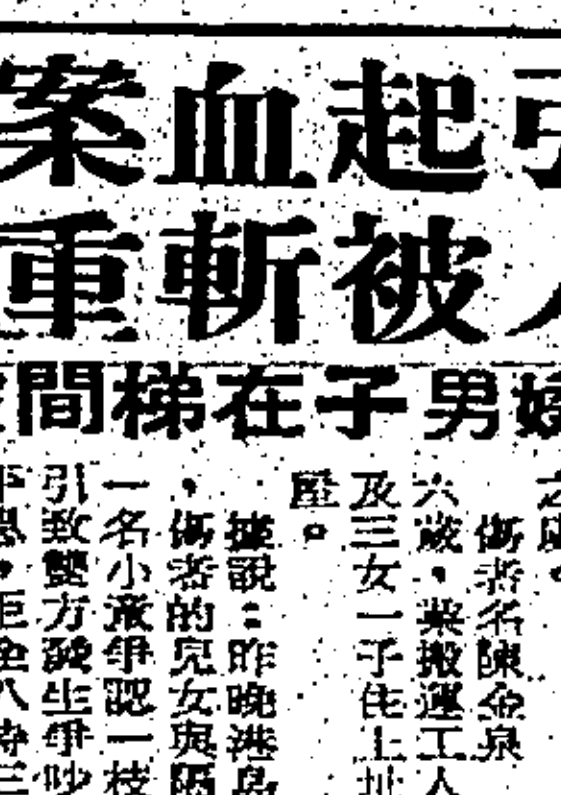 引起血案
人被斬重
男子在梯間
傷者名陳金泉
六歲，業搬運工人
及三女一子住上址
壓。
據說：昨晚港島
，傷者的兒女與隔
一名小童爭認一枝
引致雙方發生爭吵